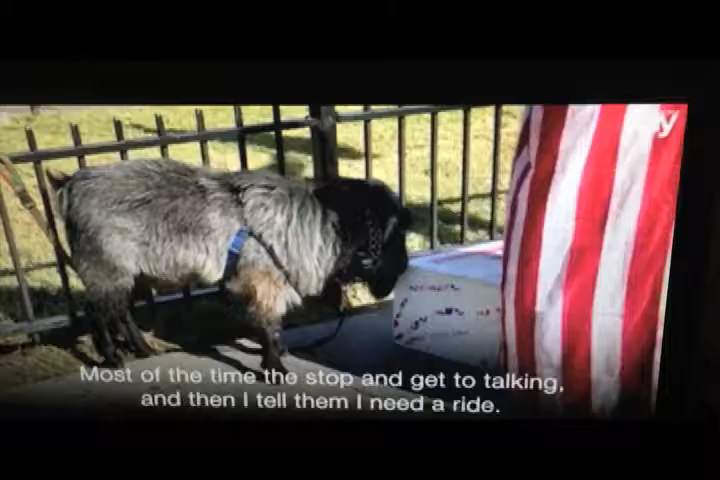 y
Most of the time the stop and get to talking,
and then I tell them I need a ride.